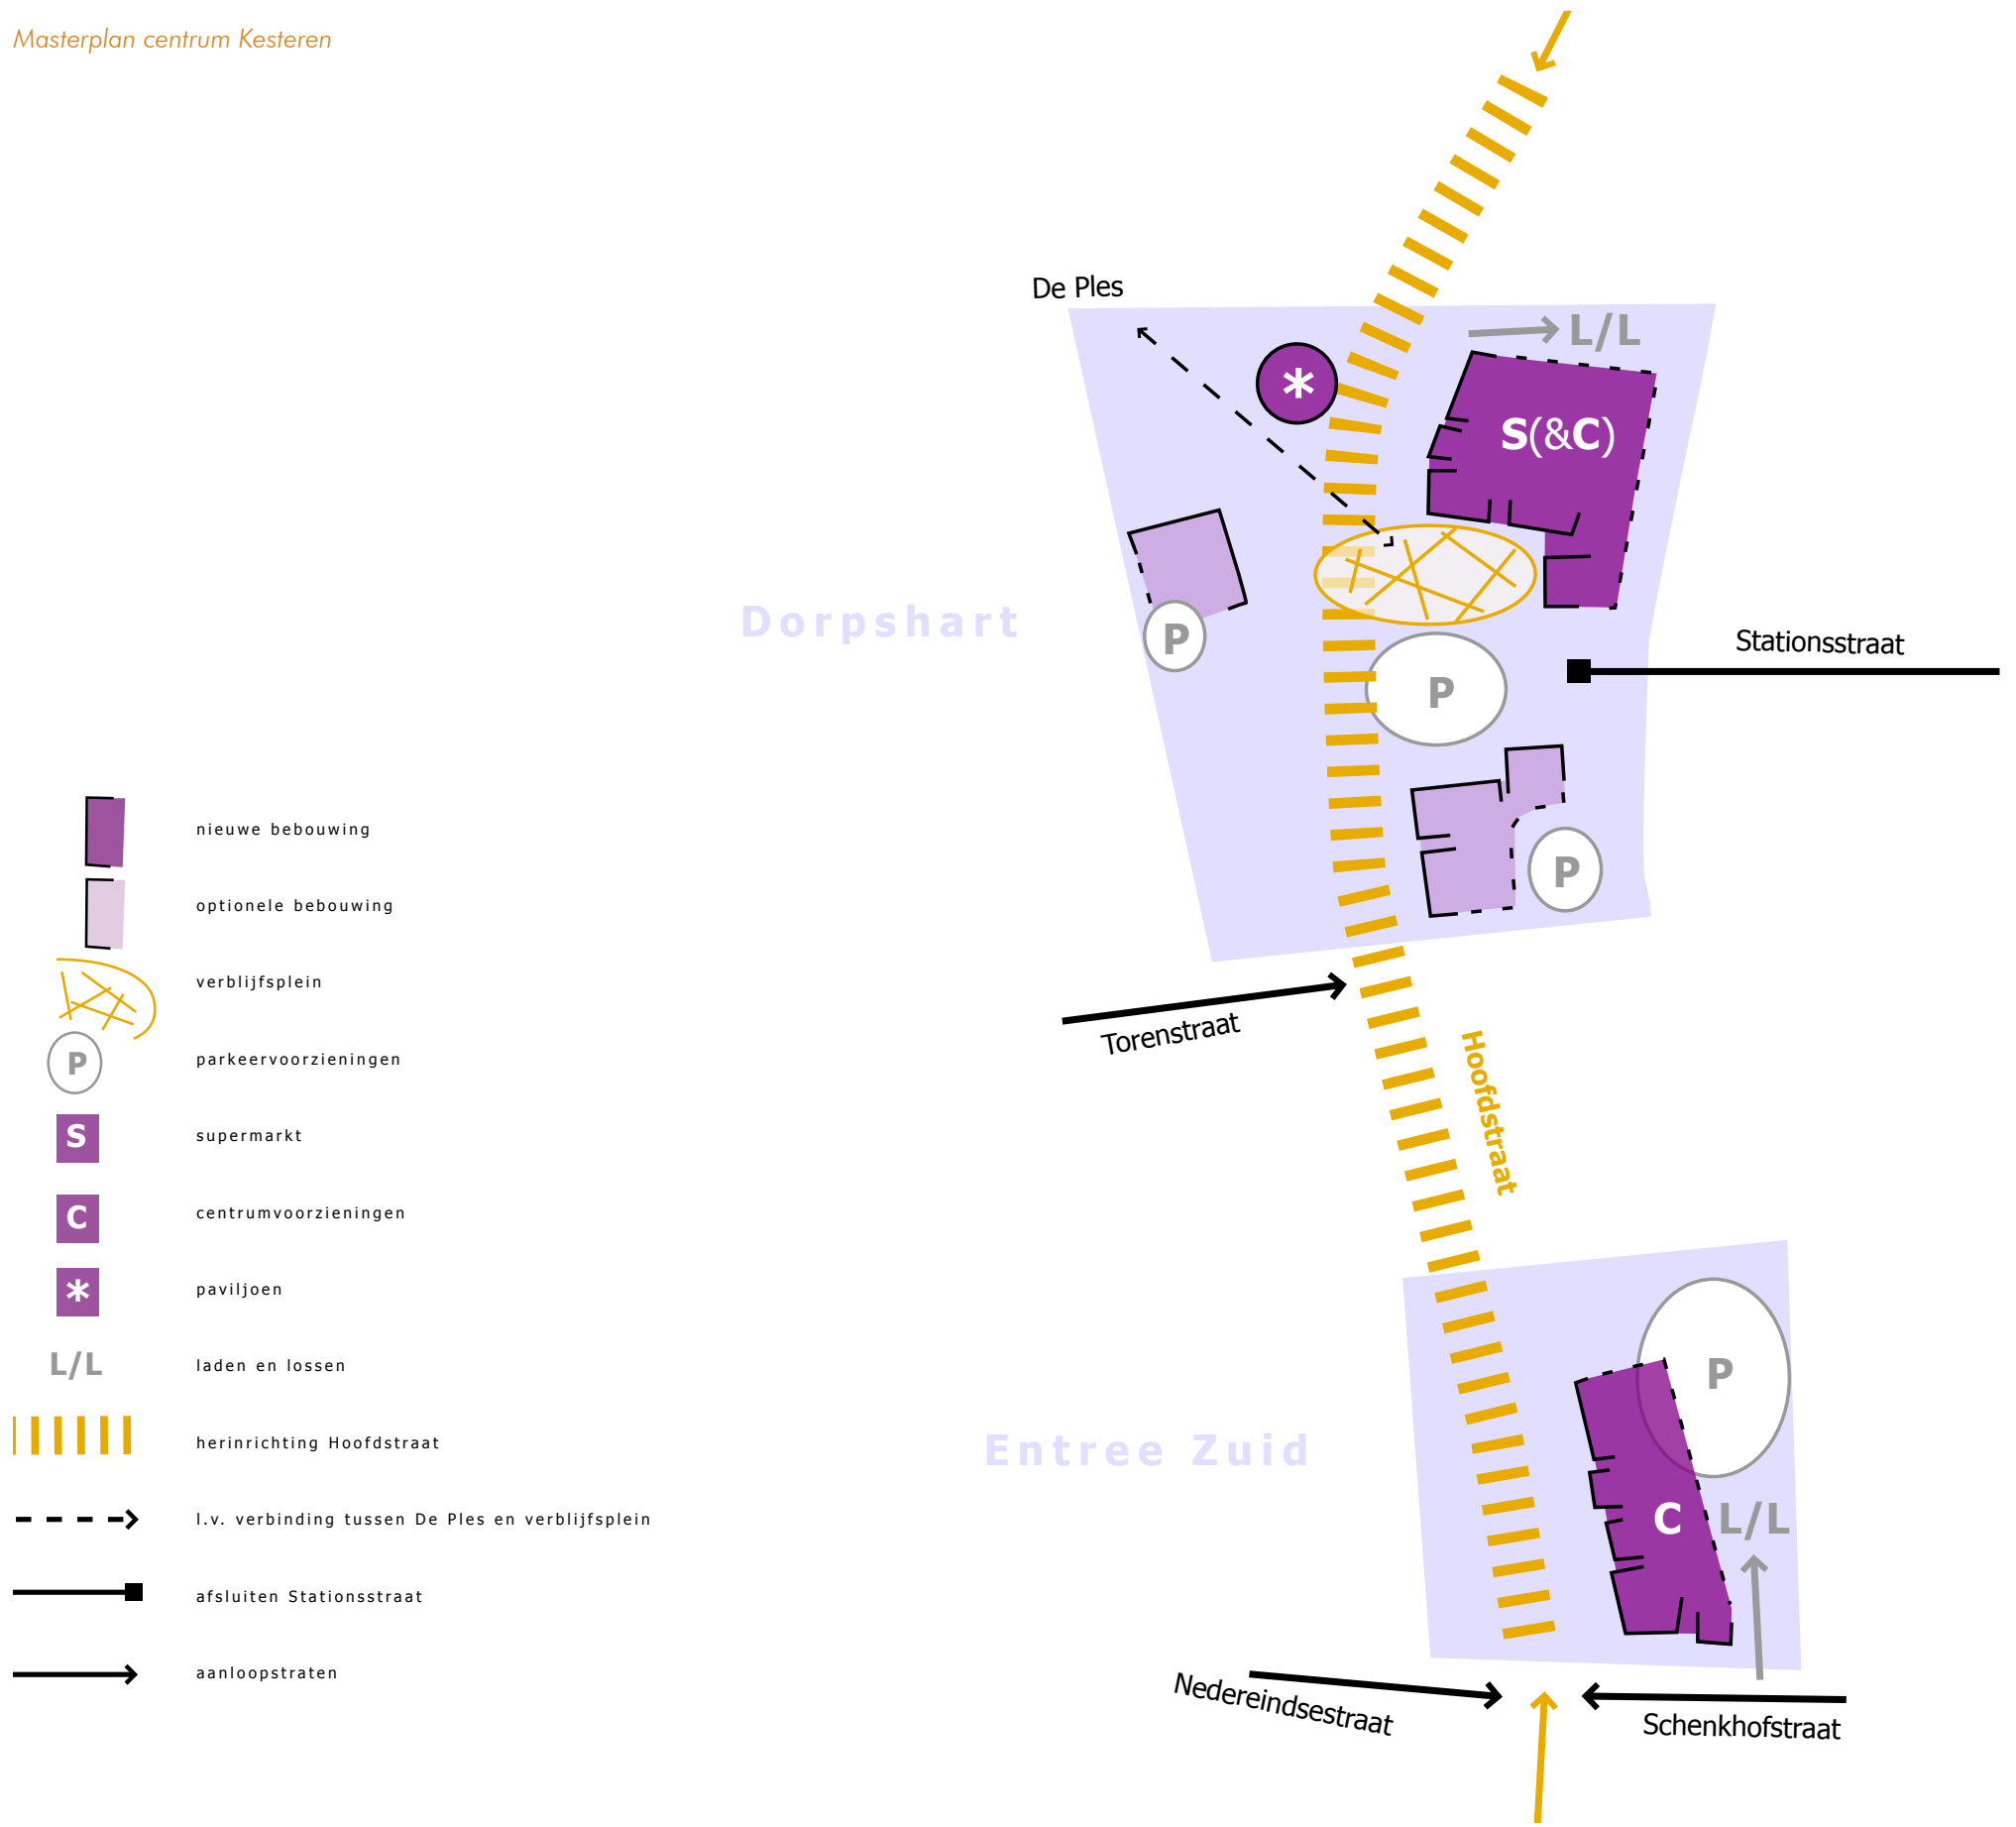 Masterplan centrum Kesteren
De Ples
L/L
*
S(&C)
Dorpshart
P
P
Stationsstraat
P
Torenstraat
Hoofdstraat
Entree Zuid
P
C
L/L
Nedereindsestraat
Schenkhofstraat
nieuwe bebouwing
optionele bebouwing
verblijfsplein
P parkeervoorzieningen
S supermarkt
C centrumvoorzieningen
* paviljoen
L/L laden en lossen
herinrichting Hoofdstraat
l.v. verbinding tussen De Ples en verblijfsplein
afsluiten Stationsstraat
aanloopstraten